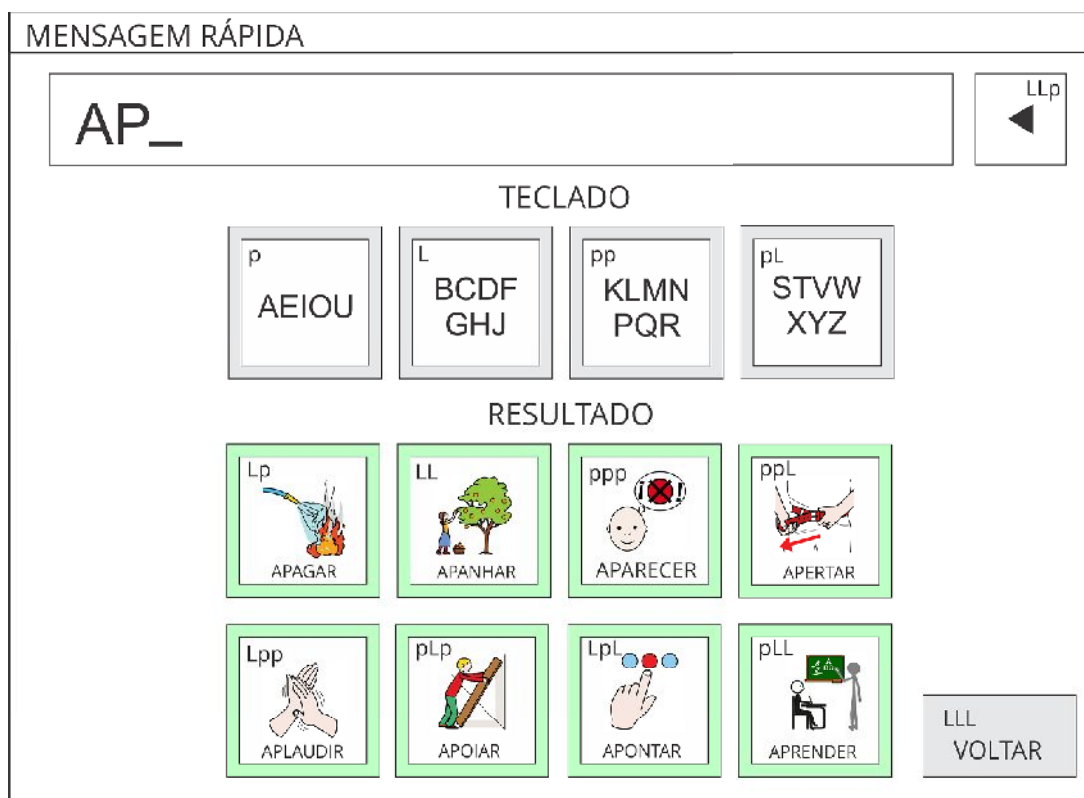 MENSAGEM RÁPIDA
AP_
LLp
TECLADO
p
AEIOU
L
BCDF
GHJ
pp
KLMN
PQR
pL
STVW
XYZ
RESULTADO
Lp
APAGAR
LL
APANHAR
ppp
APARECER
ppL
APERTAR
Lpp
APLAUDIR
pLp
APOIAR
LpL
APONTAR
pLL
APRENDER
LLL
VOLTAR